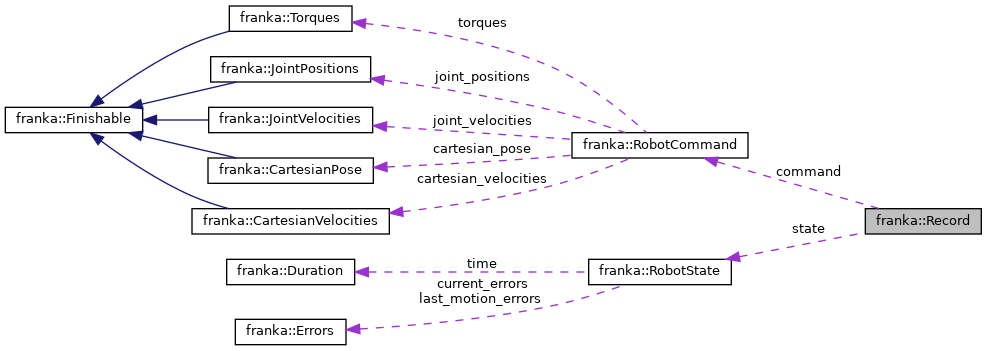 franka::Torques
torques
franka::JointPositions
joint_positions
franka::Finishable
franka::JointVelocities
joint_velocities
franka::RobotCommand
cartesian_pose
franka::CartesianPose
command
cartesian_velocities
franka::CartesianVelocities
franka::Record
state
franka::Duration
time
franka::RobotState
current_errors
last_motion_errors
franka::Errors